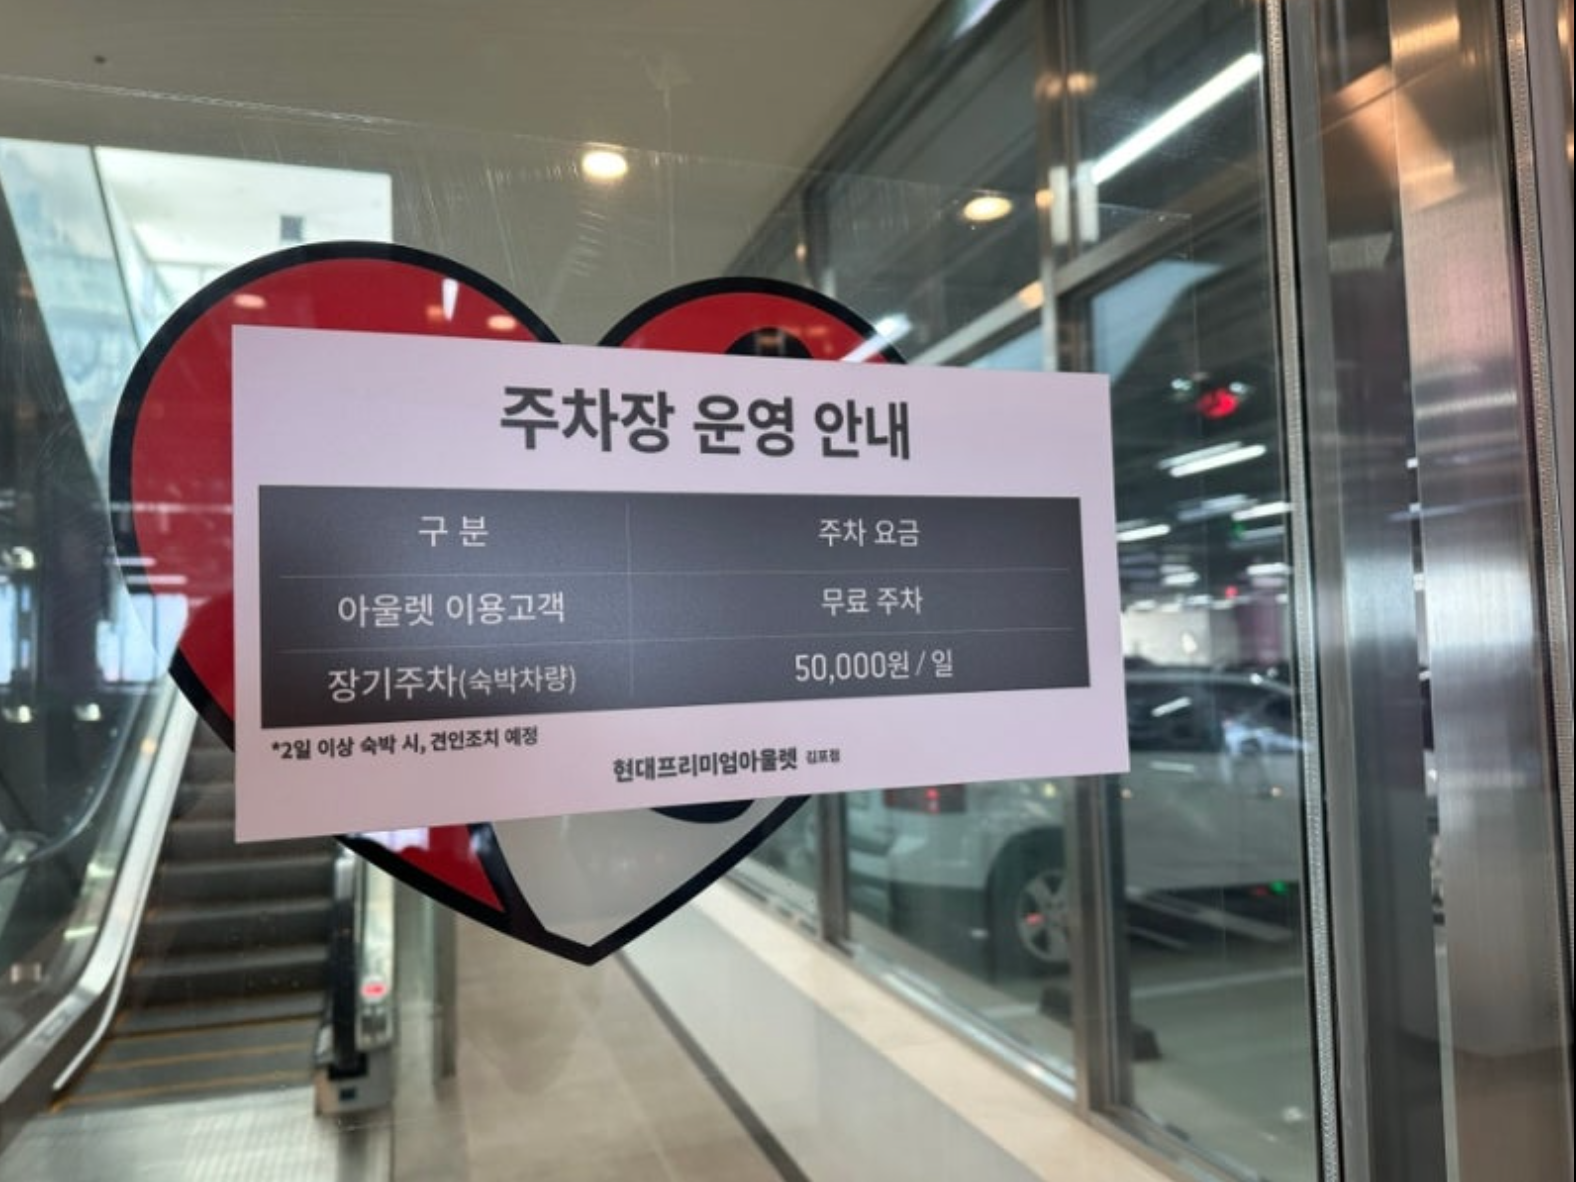 주차장 운영 안내
구 분 주차 요금
아울렛 이용고객 무료 주차
장기주차(숙박차량) 50,000원 / 일
*2일 이상 숙박 시, 견인조치 예정
현대프리미엄아울렛 김포점